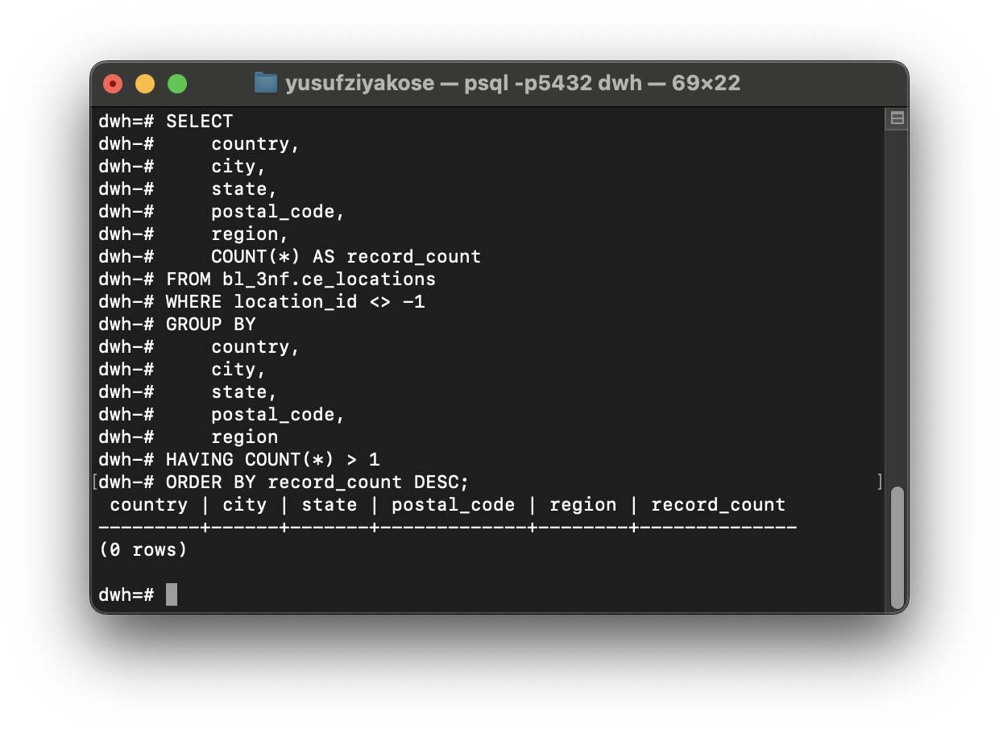 yusufziyakose — psql -p5432 dwh — 69×22
dwh=# SELECT
dwh-#     country,
dwh-#     city,
dwh-#     state,
dwh-#     postal_code,
dwh-#     region,
dwh-#     COUNT(*) AS record_count
dwh-# FROM bl_3nf.ce_locations
dwh-# WHERE location_id <> -1
dwh-# GROUP BY
dwh-#     country,
dwh-#     city,
dwh-#     state,
dwh-#     postal_code,
dwh-#     region
dwh-# HAVING COUNT(*) > 1
[dwh-# ORDER BY record_count DESC; ]
 country | city | state | postal_code | region | record_count
---------+------+-------+-------------+--------+--------------
(0 rows)
dwh=#